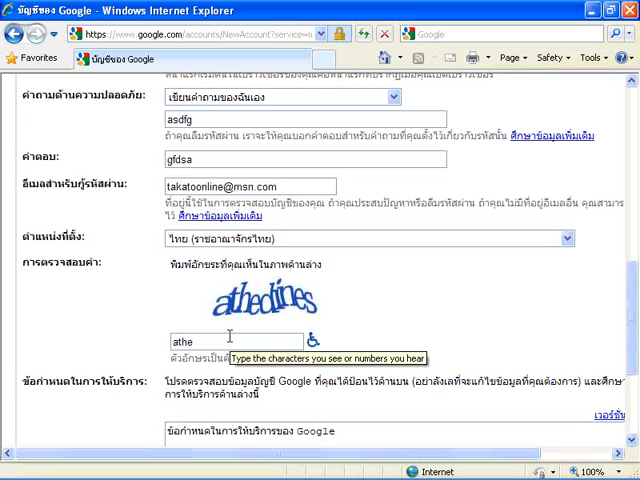 บัญชีของ Google - Windows Internet Explorer
https://www.google.com/accounts/NewAccount?service=n
Google
Favorites
บัญชีของ Google
Page
Safety
Tools
คำถามด้านความปลอดภัย:
เขียนคำถามของฉันเอง
asdfg
ถ้าคุณลืมรหัสผ่าน เราจะให้คุณบอกคำตอบสำหรับคำถามที่คุณตั้งไว้เกี่ยวกับรหัสนั้น ศึกษาข้อมูลเพิ่มเติม
คำตอบ:
gfdsa
อีเมลสำหรับกู้รหัสผ่าน:
takatoonline@msn.com
ที่อยู่นี้ใช้ในการตรวจสอบบัญชีของคุณ ถ้าคุณประสบปัญหาหรือลืมรหัสผ่าน ถ้าคุณไม่มีที่อยู่อีเมลอื่น คุณสามาร
ไว้ ศึกษาข้อมูลเพิ่มเติม
ตำแหน่งที่ตั้ง:
ไทย (ราชอาณาจักรไทย)
การตรวจสอบคำ:
พิมพ์อักขระที่คุณเห็นในภาพด้านล่าง
athedines
athe
ตัวอักษรเป็นตั
Type the characters you see or numbers you hear
ข้อกำหนดในการให้บริการ:
โปรดตรวจสอบข้อมูลบัญชี Google ที่คุณได้ป้อนไว้ด้านบน (อย่าลังเลที่จะแก้ไขข้อมูลที่คุณต้องการ) และศึกษา
การให้บริการด้านล่างนี้
เวอร์ชั่น
ข้อกำหนดในการให้บริการของ Google
Internet
100%